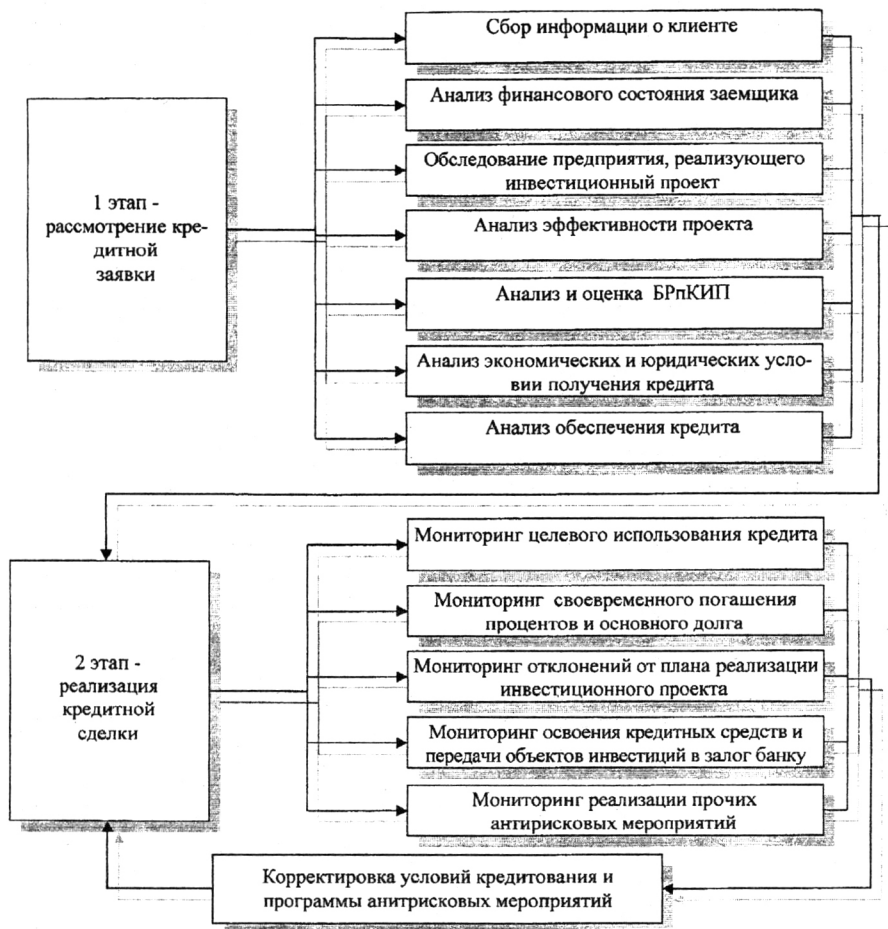 Сбор информации о клиенте
Анализ финансового состояния заемщика
Обследование предприятия, реализующего
инвестиционный проект
1 этап -
рассмотрение кре-
дитной
заявки
Анализ эффективности проекта
Анализ и оценка БРпКИП
Анализ экономических и юридических усло-
вии получения кредита
Анализ обеспечения кредита
Мониторинг целевого использования кредита
Мониторинг своевременного погашения
процентов и основного долга
2 этап -
реализация
кредитной
сделки
Мониторинг отклонений от плана реализации
инвестиционного проекта
Мониторинг освоения кредитных средств и
передачи объектов инвестиций в залог банку
Мониторинг реализации прочих
антирисковых мероприятий
Корректировка условий кредитования и
программы анитрисковых мероприятий